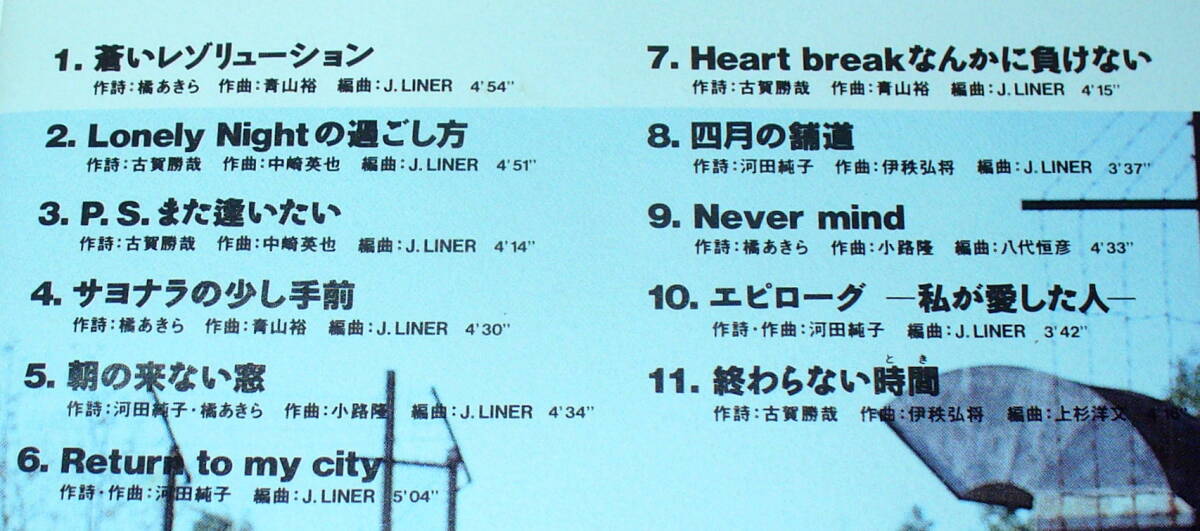 1. 蒼いレゾリューション
作詩:橘あきら 作曲:青山裕 編曲:J.LINER 4'54"
2. Lonely Nightの過ごし方
作詩:古賀勝哉 作曲:中崎英也 編曲:J.LINER 4'51"
3. P.S.また逢いたい
作詩:古賀勝哉 作曲:中崎英也 編曲:J.LINER 4'14"
4. サヨナラの少し手前
作詩:橘あきら 作曲:青山裕 編曲:J.LINER 4'30"
5. 朝の来ない窓
作詩:河田純子・橘あきら 作曲:小路隆 編曲:J.LINER 4'34"
6. Return to my city
作詩・作曲:河田純子 編曲:J.LINER 5'04"
7. Heart breakなんかに負けない
作詩:古賀勝哉 作曲:青山裕 編曲:J.LINER 4'15"
8. 四月の舗道
作詩:河田純子 作曲:伊秩弘将 編曲:J.LINER 3'37"
9. Never mind
作詩:橘あきら 作曲:小路隆 編曲:八代恒彦 4'33"
10. エピローグ —私が愛した人—
作詩・作曲:河田純子 編曲:J.LINER 3'42"
とき
11. 終わらない時間
作詩:古賀勝哉 作曲:伊秩弘将 編曲:上杉洋文